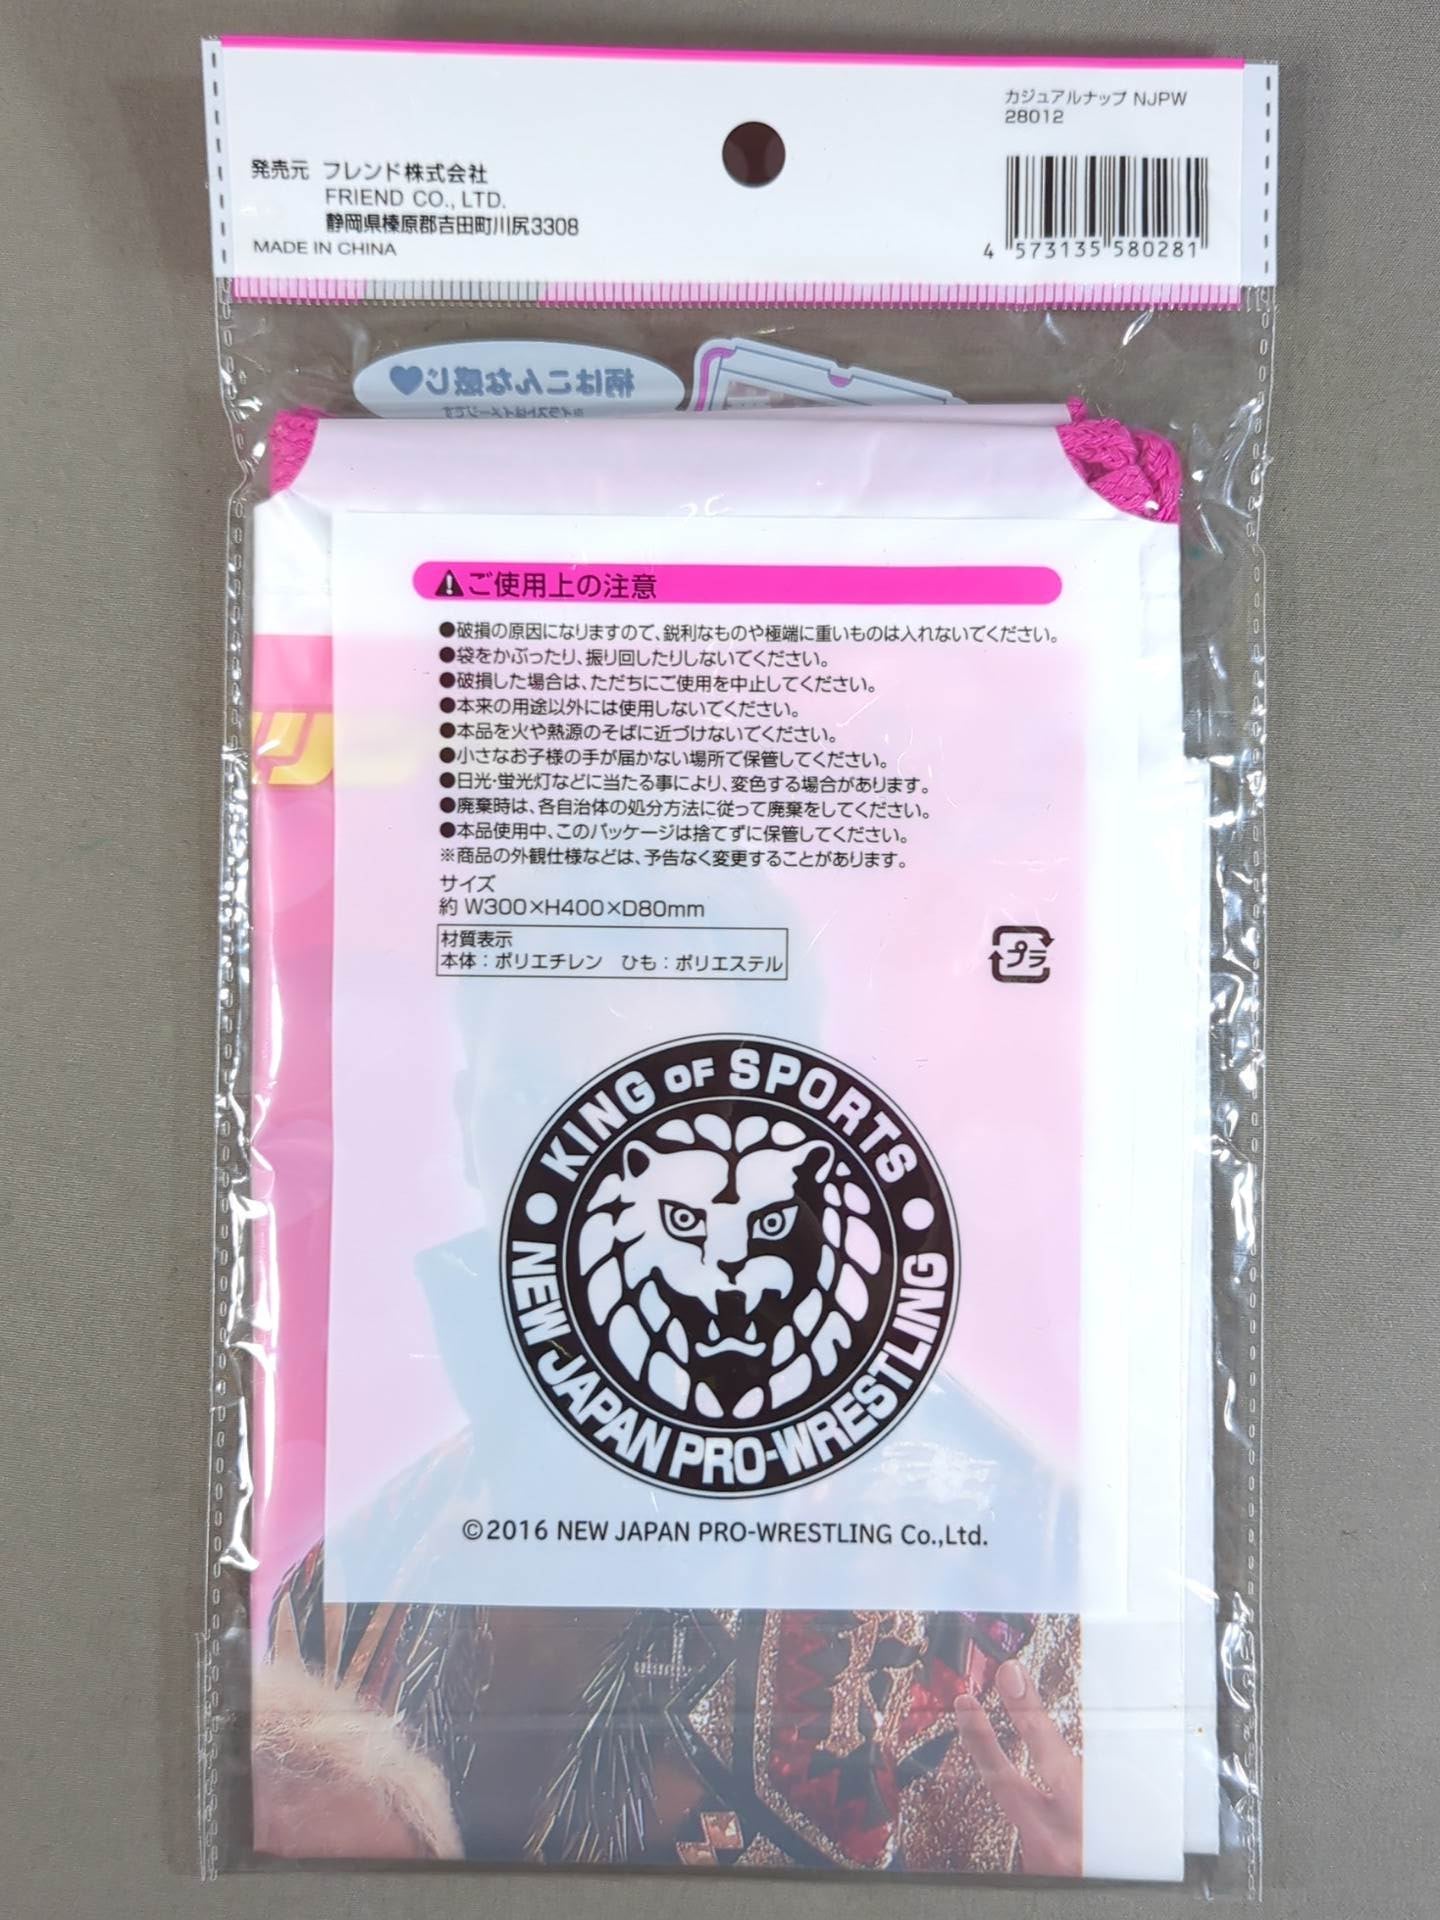 カジュアルナップ NJPW
28012
発売元 フレンド株式会社
FRIEND CO., LTD.
静岡県榛原郡吉田町川尻3308
MADE IN CHINA
4 573135 580281
柄はこんな感じ♥
※イラストはイメージです
ご使用上の注意
●破損の原因になりますので、鋭利なものや極端に重いものは入れないでください。
●袋をかぶったり、振り回したりしないでください。
●破損した場合は、ただちにご使用を中止してください。
●本来の用途以外には使用しないでください。
●本品を火や熱源のそばに近づけないでください。
●小さなお子様の手が届かない場所で保管してください。
●日光・蛍光灯などに当たる事により、変色する場合があります。
●廃棄時は、各自治体の処分方法に従って廃棄をしてください。
●本品使用中、このパッケージは捨てずに保管してください。
※商品の外観仕様などは、予告なく変更することがあります。
サイズ
約 W300×H400×D80mm
材質表示
本体：ポリエチレン ひも：ポリエステル
プラ
KING OF SPORTS
NEW JAPAN PRO-WRESTLING
©2016 NEW JAPAN PRO-WRESTLING Co.,Ltd.